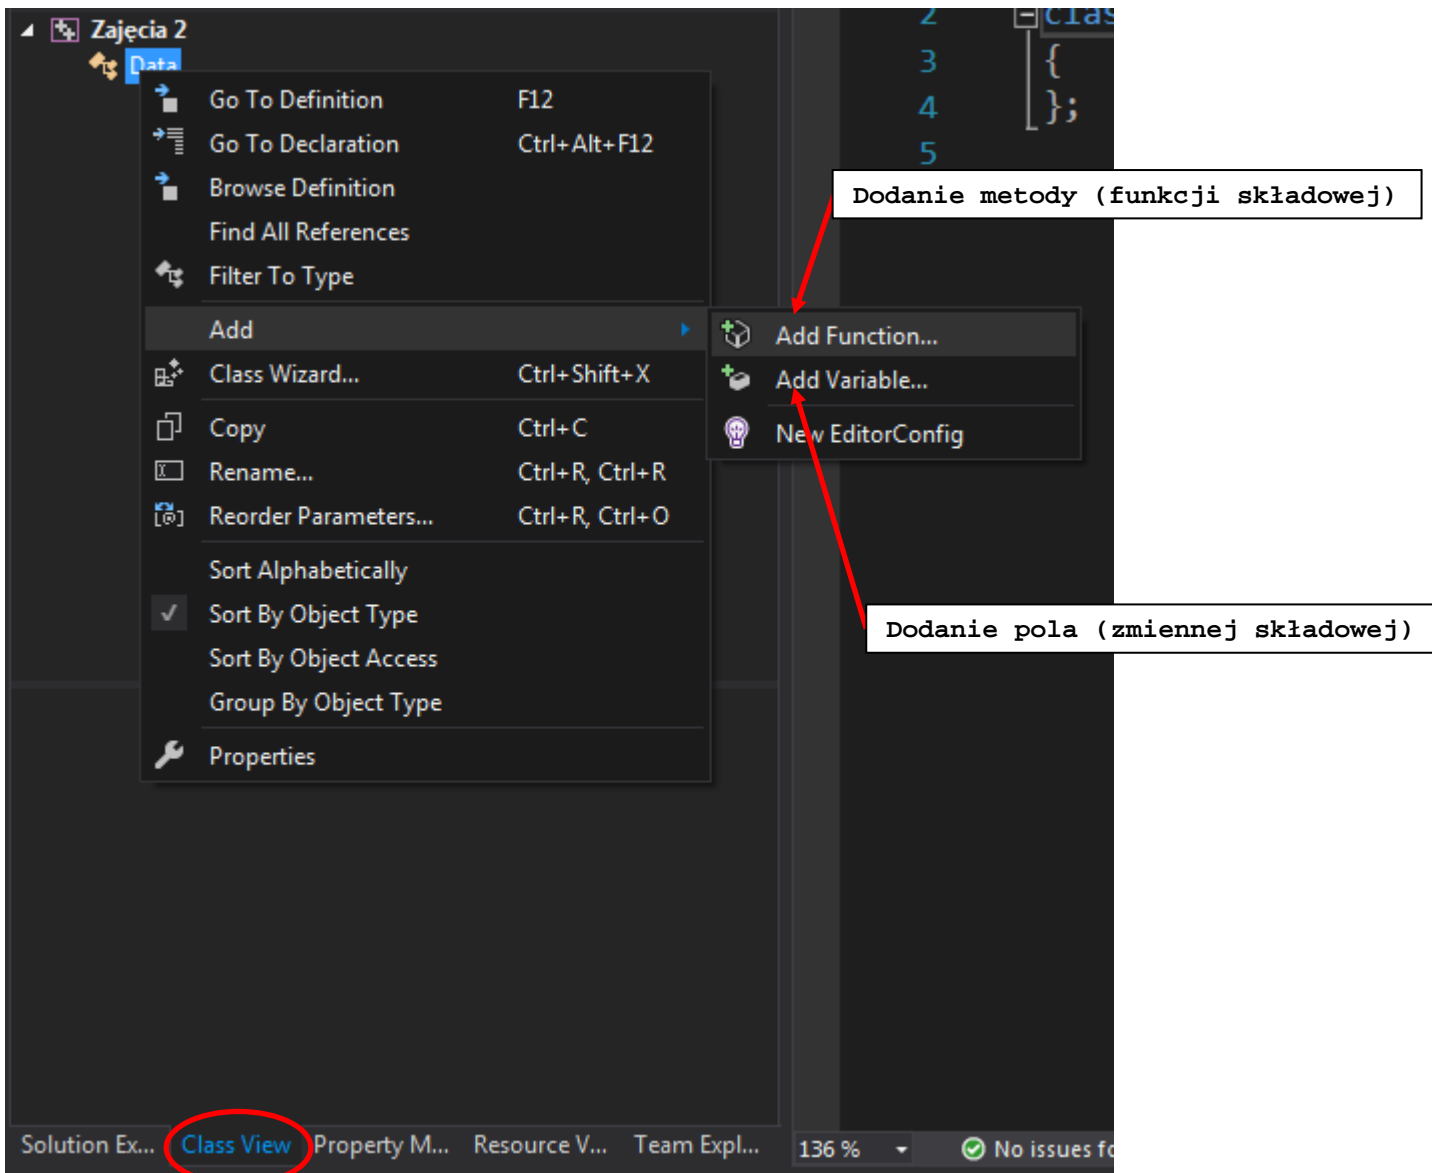 Zajęcia 2
Data
Go To Definition F12
Go To Declaration Ctrl+Alt+F12
Browse Definition
Find All References
Filter To Type
Add
Class Wizard... Ctrl+Shift+X
Copy Ctrl+C
Rename... Ctrl+R, Ctrl+R
Reorder Parameters... Ctrl+R, Ctrl+O
Sort Alphabetically
Sort By Object Type
Sort By Object Access
Group By Object Type
Properties
Add Function...
Add Variable...
New EditorConfig
2 clas
3 {
4 };
5
Dodanie metody (funkcji składowej)
Dodanie pola (zmiennej składowej)
Solution Ex... Class View Property M... Resource V... Team Expl...
136 % No issues fo